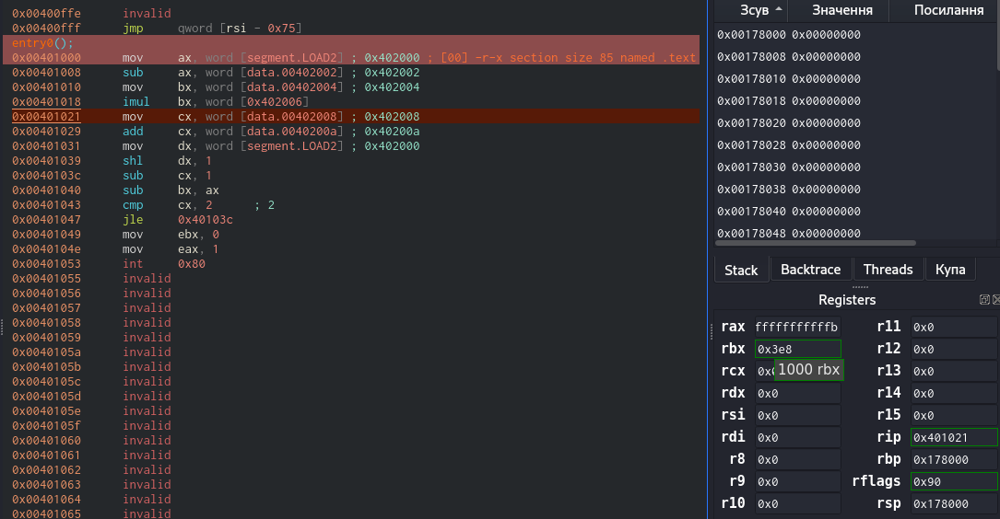 0x00400ffe invalid
0x00400fff jmp qword [rsi - 0x75]
entry0();
0x00401000 mov ax, word [segment.LOAD2] ; 0x402000 ; [00] -r-x section size 85 named .text
0x00401008 sub ax, word [data.00402002] ; 0x402002
0x00401010 mov bx, word [data.00402004] ; 0x402004
0x00401018 imul bx, word [0x402006]
0x00401021 mov cx, word [data.00402008] ; 0x402008
0x00401029 add cx, word [data.0040200a] ; 0x40200a
0x00401031 mov dx, word [segment.LOAD2] ; 0x402000
0x00401039 shl dx, 1
0x0040103c sub cx, 1
0x00401040 sub bx, ax
0x00401043 cmp cx, 2 ; 2
0x00401047 jle 0x40103c
0x00401049 mov ebx, 0
0x0040104e mov eax, 1
0x00401053 int 0x80
0x00401055 invalid
0x00401056 invalid
0x00401057 invalid
0x00401058 invalid
0x00401059 invalid
0x0040105a invalid
0x0040105b invalid
0x0040105c invalid
0x0040105d invalid
0x0040105e invalid
0x0040105f invalid
0x00401060 invalid
0x00401061 invalid
0x00401062 invalid
0x00401063 invalid
0x00401064 invalid
0x00401065 invalid
Зсув Значення Посилання
0x00178000 0x00000000
0x00178008 0x00000000
0x00178010 0x00000000
0x00178018 0x00000000
0x00178020 0x00000000
0x00178028 0x00000000
0x00178030 0x00000000
0x00178038 0x00000000
0x00178040 0x00000000
0x00178048 0x00000000
Stack Backtrace Threads Купа
Registers
rax fffffffffffb r11 0x0
rbx 0x3e8 r12 0x0
rcx 1000 rbx r13 0x0
rdx 0x0 r14 0x0
rsi 0x0 r15 0x0
rdi 0x0 rip 0x401021
r8 0x0 rbp 0x178000
r9 0x0 rflags 0x90
r10 0x0 rsp 0x178000